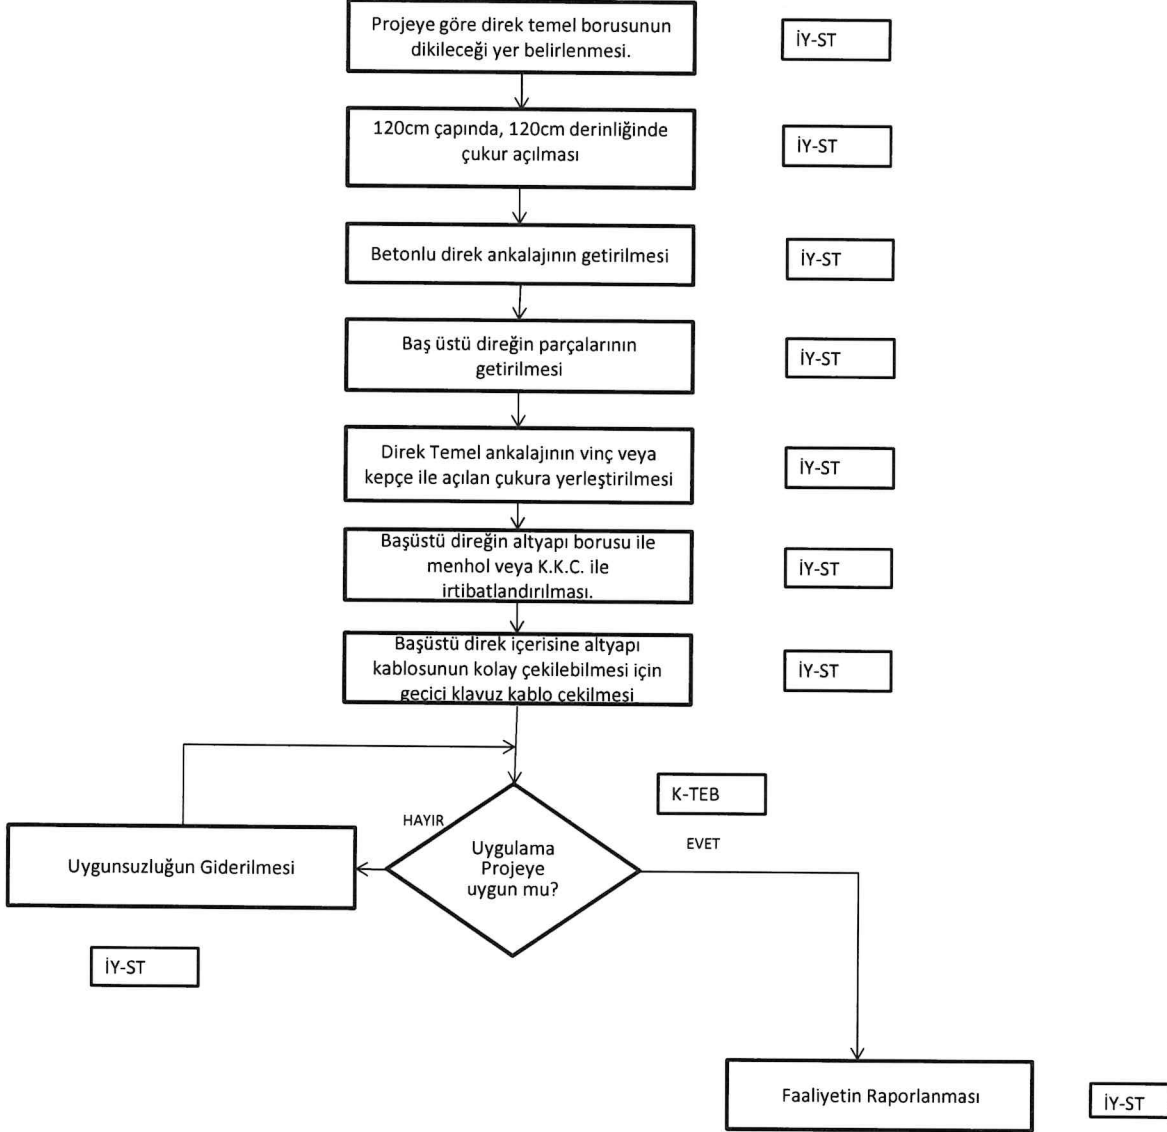 Projeye göre direk temel borusunun
dikileceği yer belirlenmesi.
İY-ST
120cm çapında, 120cm derinliğinde
çukur açılması
İY-ST
Betonlu direk ankalajının getirilmesi
İY-ST
Baş üstü direğin parçalarının
getirilmesi
İY-ST
Direk Temel ankalajının vinç veya
kepçe ile açılan çukura yerleştirilmesi
İY-ST
Başüstü direğin altyapı borusu ile
menhol veya K.K.C. ile
irtibatlandırılması.
İY-ST
Başüstü direk içerisine altyapı
kablosunun kolay çekilebilmesi için
geçici klavuz kablo çekilmesi
İY-ST
K-TEB
HAYIR
EVET
Uygulama
Projeye
uygun mu?
Uygunsuzluğun Giderilmesi
İY-ST
Faaliyetin Raporlanması
İY-ST